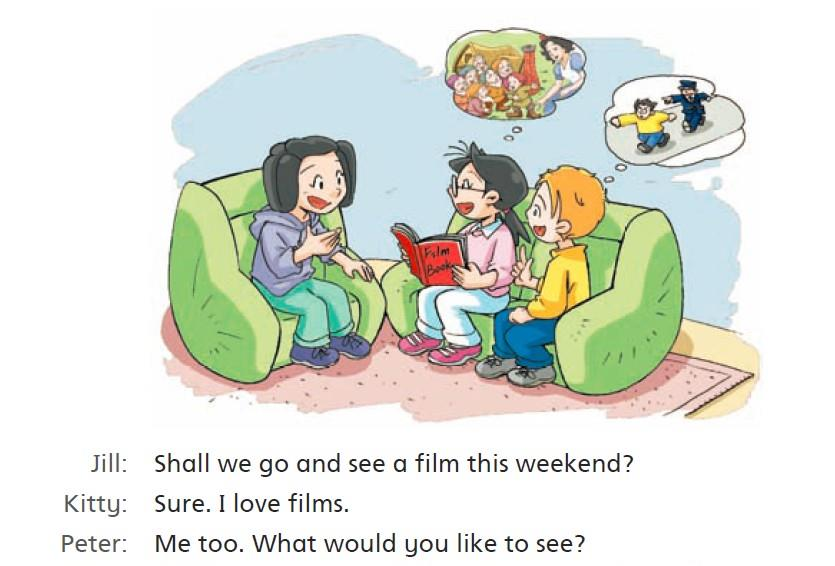 Film
Book
Jill: Shall we go and see a film this weekend?
Kitty: Sure. I love films.
Peter: Me too. What would you like to see?